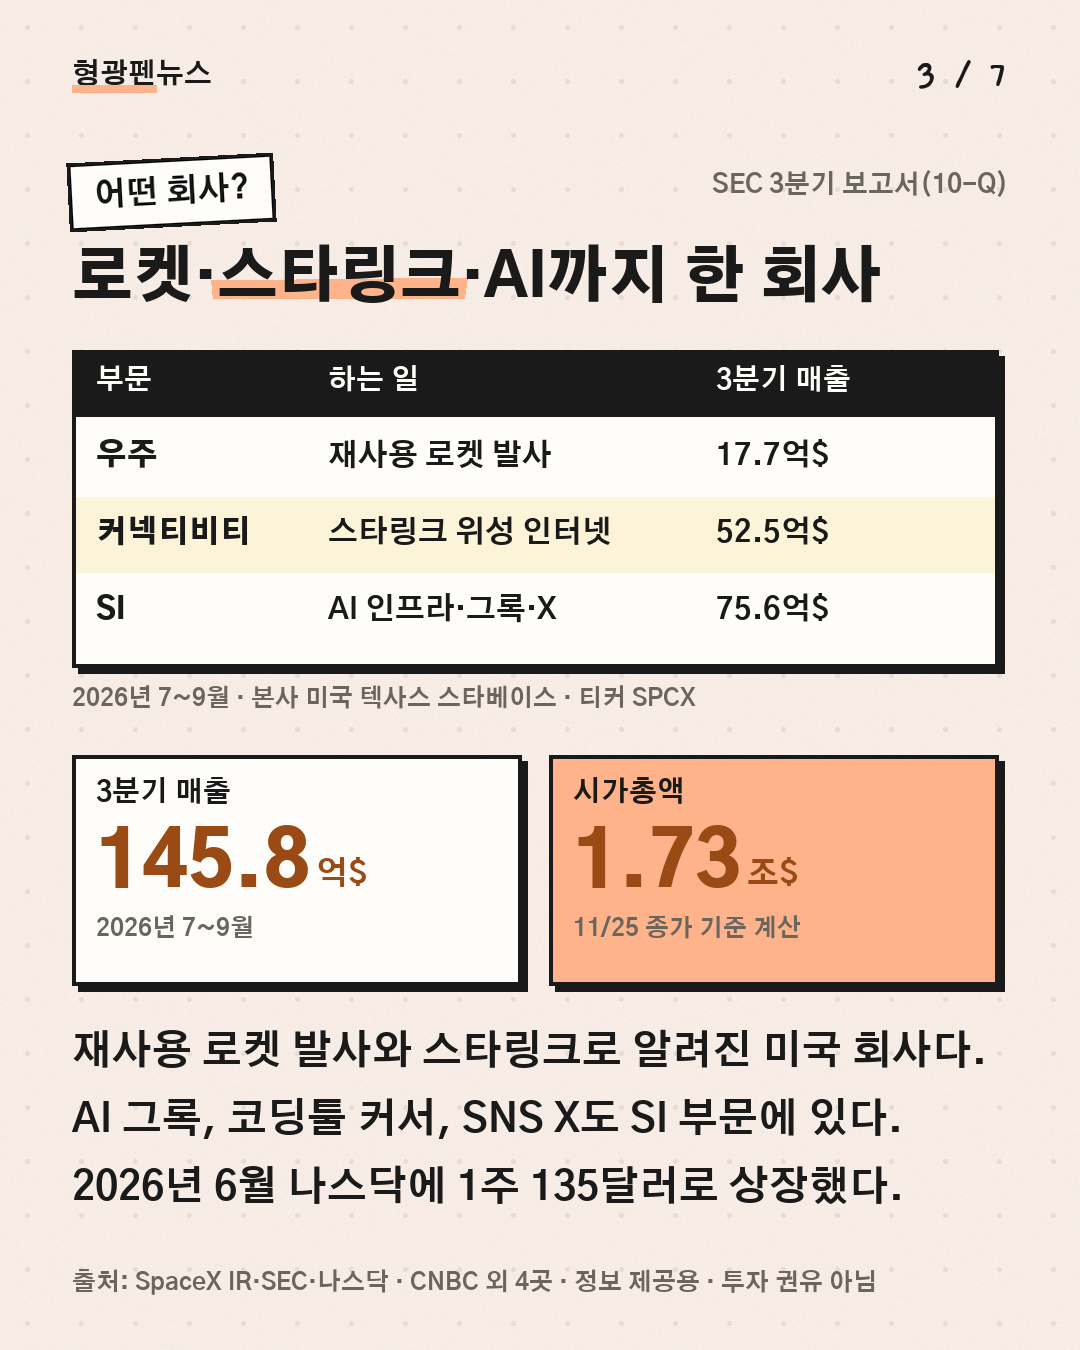 형광펜뉴스
3 / 7
어떤 회사?
SEC 3분기 보고서(10-Q)
로켓·스타링크·AI까지 한 회사
부문 하는 일 3분기 매출
우주 재사용 로켓 발사 17.7억$
커넥티비티 스타링크 위성 인터넷 52.5억$
SI AI 인프라·그록·X 75.6억$
2026년 7~9월 · 본사 미국 텍사스 스타베이스 · 티커 SPCX
3분기 매출
145.8억$
2026년 7~9월
시가총액
1.73조$
11/25 종가 기준 계산
재사용 로켓 발사와 스타링크로 알려진 미국 회사다.
AI 그록, 코딩툴 커서, SNS X도 SI 부문에 있다.
2026년 6월 나스닥에 1주 135달러로 상장했다.
출처: SpaceX IR·SEC·나스닥 · CNBC 외 4곳 · 정보 제공용 · 투자 권유 아님